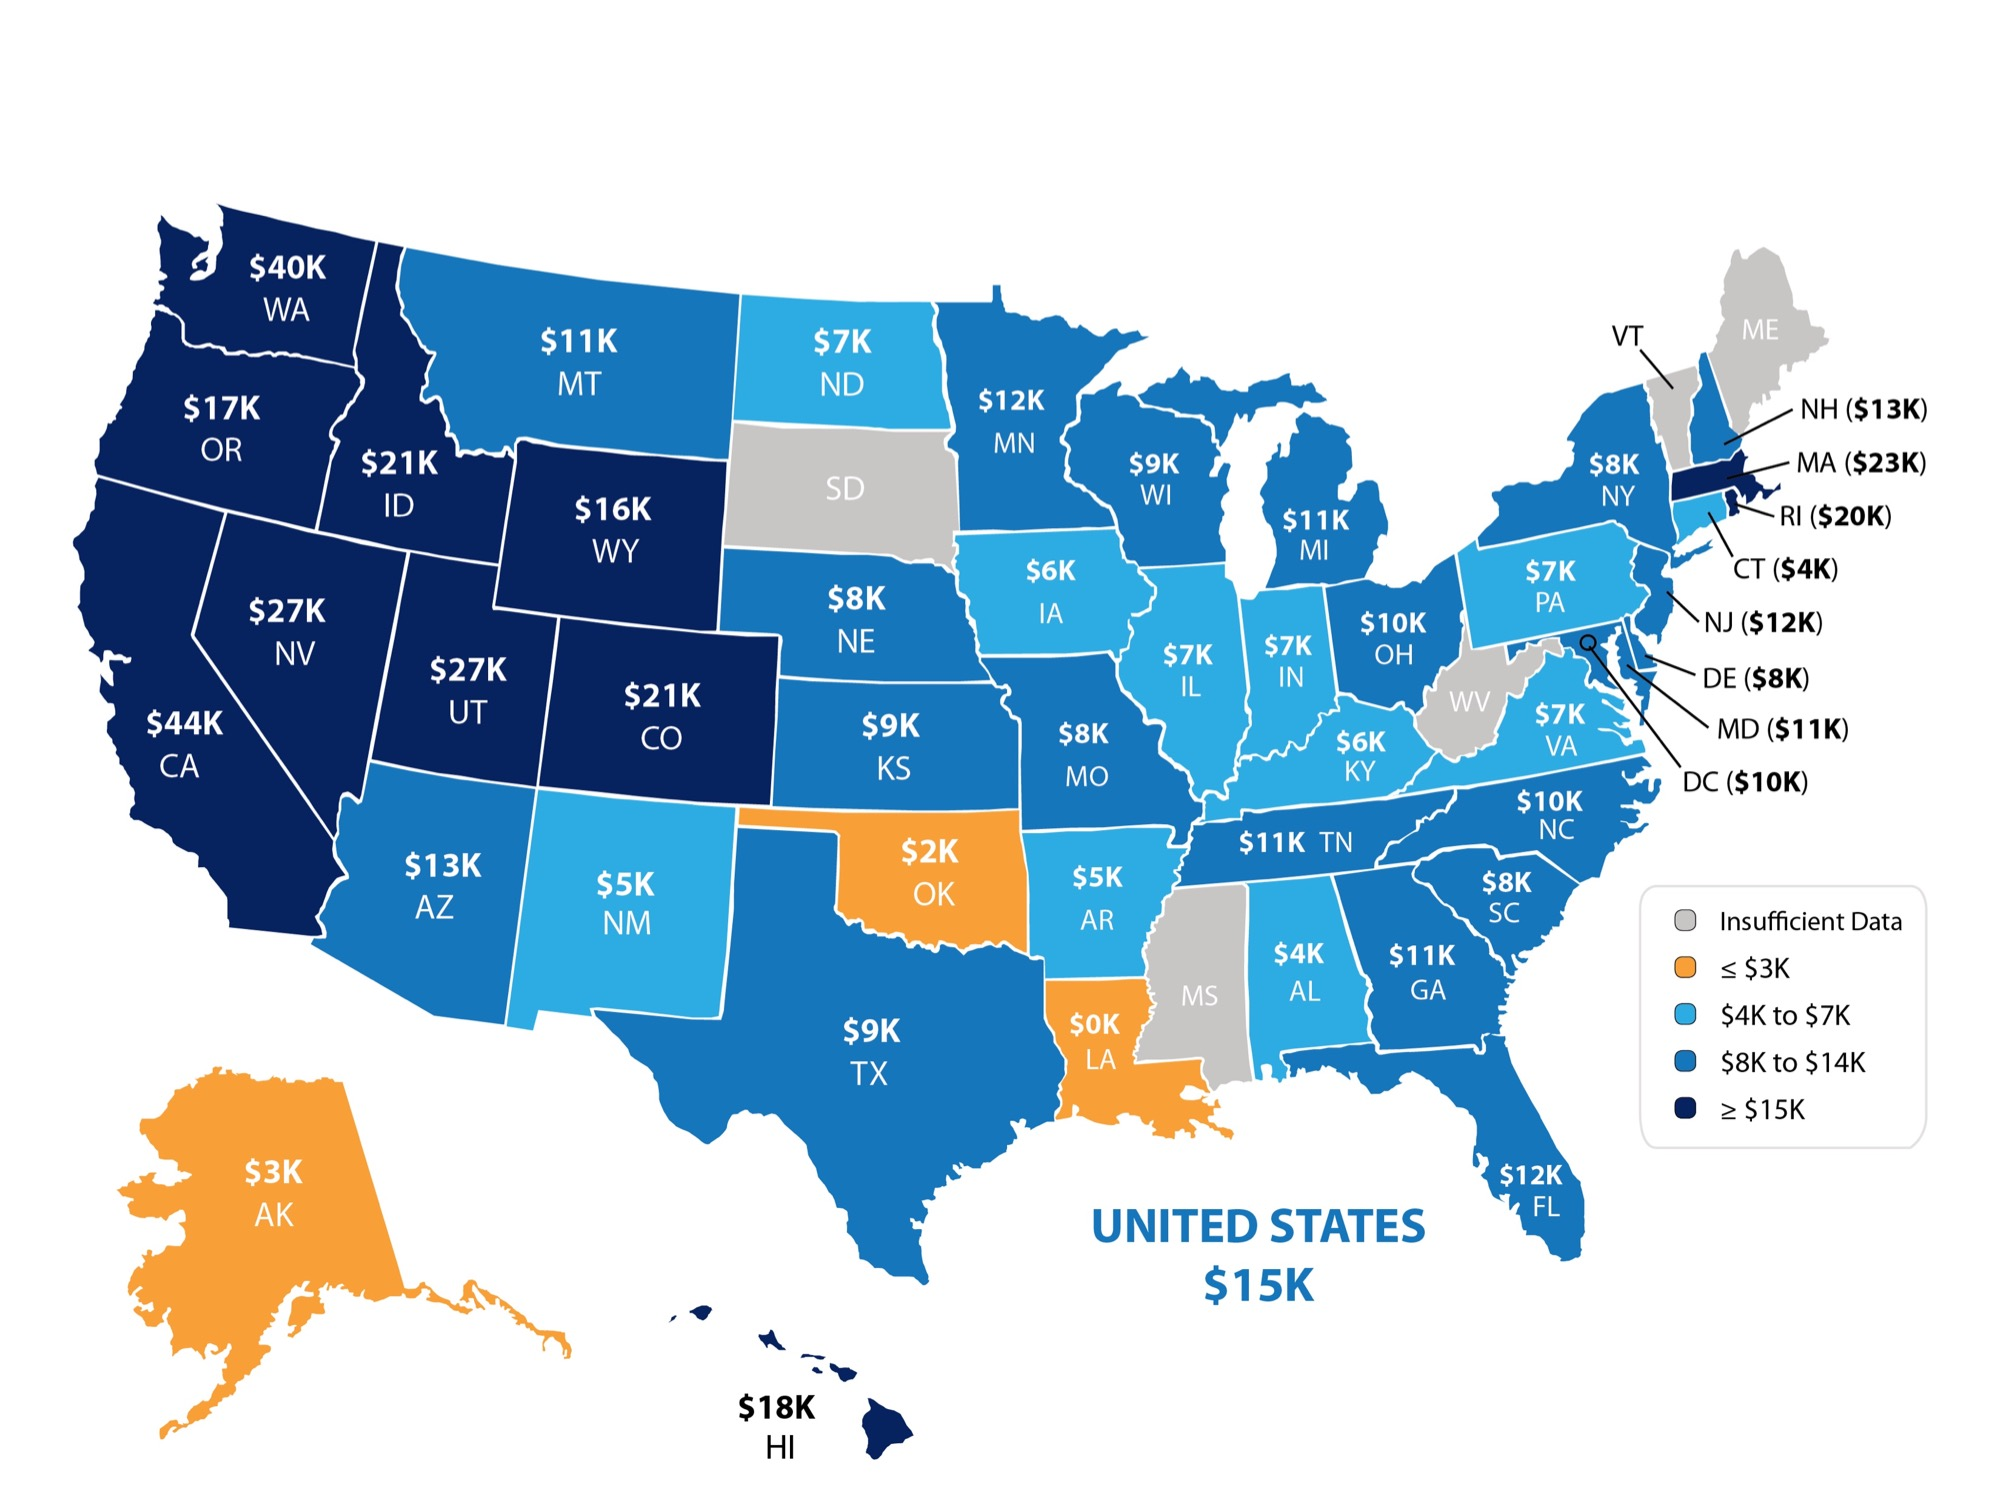 $40K
WA
$11K
MT
$7K
ND
ME
VT
$12K
MN
$17K
OR
NH ($13K)
$21K
ID
$9K
WI
$8K
NY
MA ($23K)
SD
$16K
WY
$11K
MI
RI ($20K)
$6K
IA
$7K
PA
CT ($4K)
$27K
NV
$8K
NE
$10K
OH
NJ ($12K)
$7K
IL
$7K
IN
$27K
UT
$21K
CO
WV
DE ($8K)
$44K
CA
$9K
KS
$8K
MO
$6K
KY
$7K
VA
MD ($11K)
DC ($10K)
$10K
NC
$11K TN
$13K
AZ
$5K
NM
$2K
OK
$5K
AR
$8K
SC
MS
$4K
AL
$11K
GA
Insufficient Data
≤ $3K
$4K to $7K
$8K to $14K
≥ $15K
$9K
TX
$0K
LA
$3K
AK
$12K
FL
UNITED STATES
$15K
$18K
HI